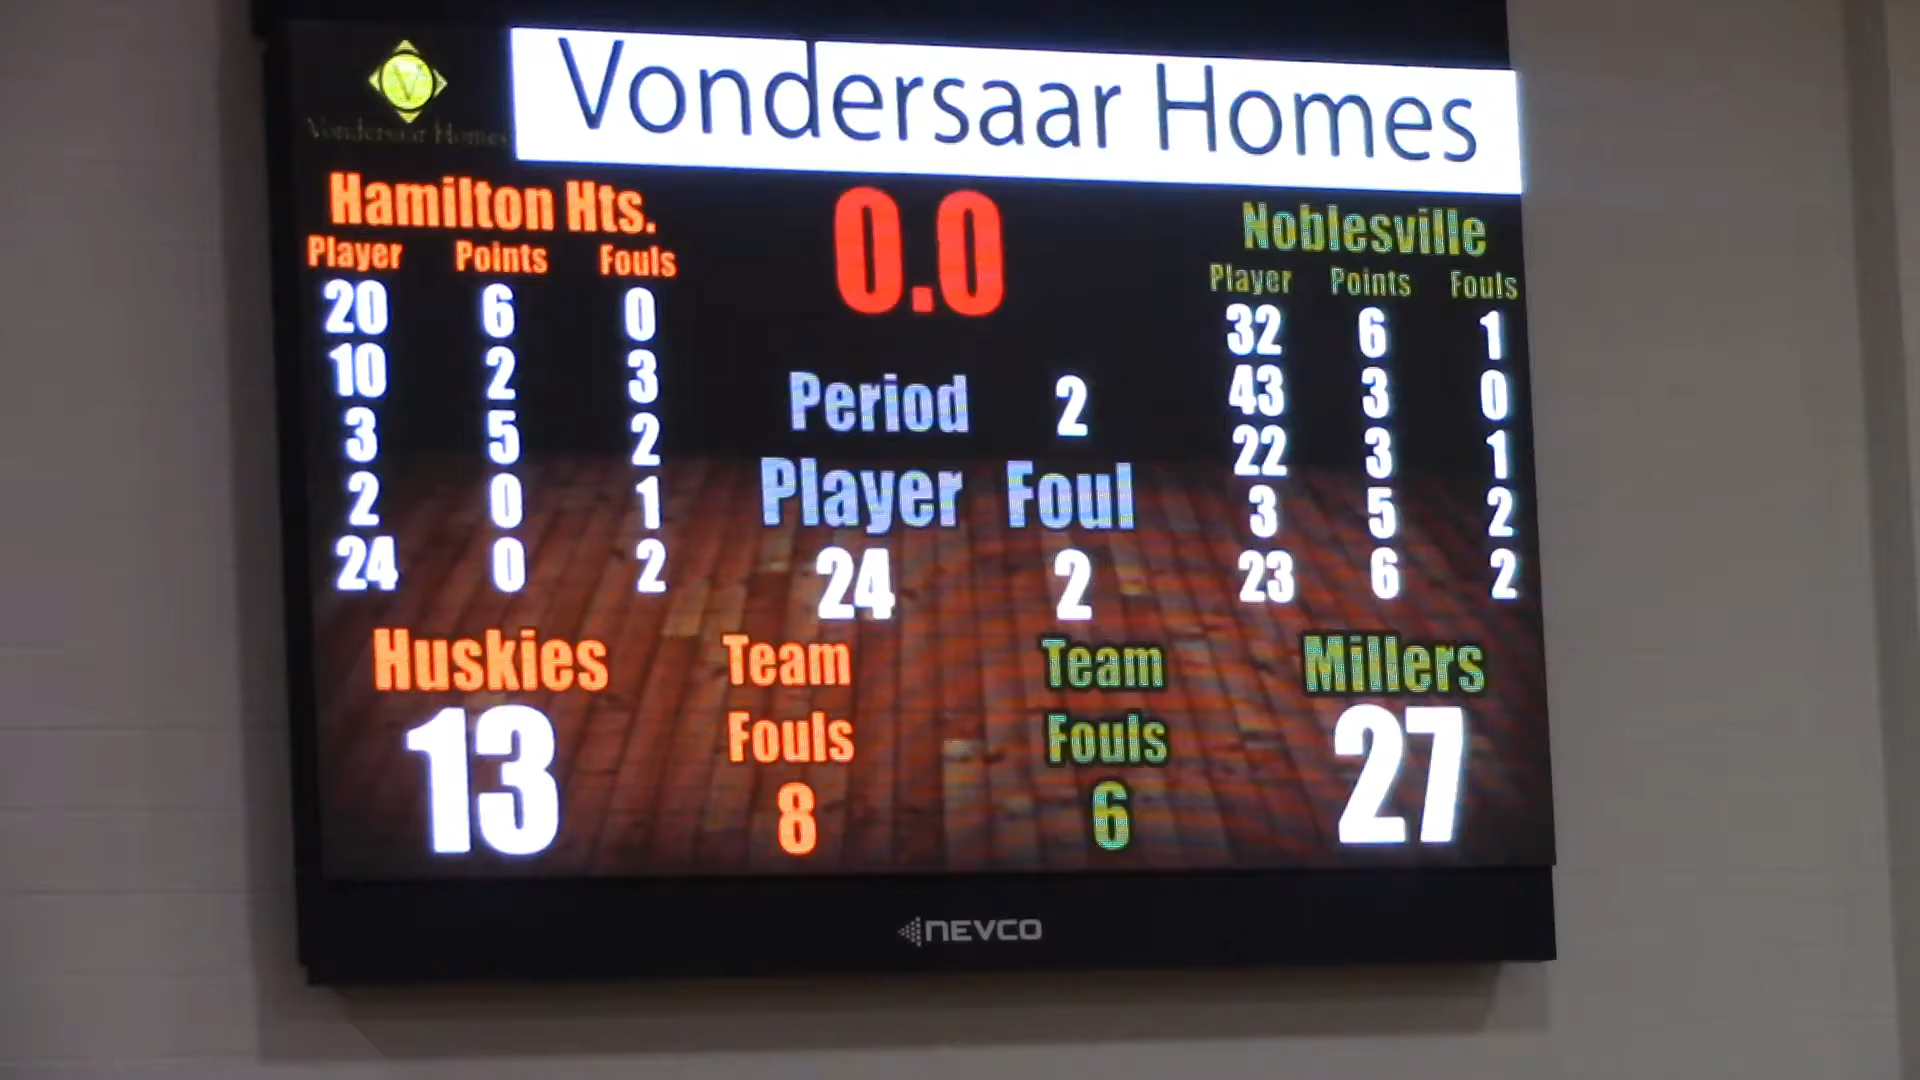 Vondersaar Homes
Vondersaar Homes
Hamilton Hts.
Player Points Fouls
20 6 0
10 2 3
3 5 2
2 0 1
24 0 2
Huskies
13
0.0
Period 2
Player Foul
24 2
Team
Fouls
8
Team
Fouls
6
Noblesville
Player Points Fouls
32 6 1
43 3 0
22 3 1
3 5 2
23 6 2
Millers
27
NEVCO